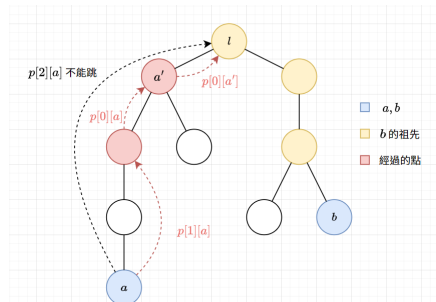 l
p[2][a] 不能跳
a′
p[0][a′]
a, b
p[0][a]
b 的祖先
經過的點
b
p[1][a]
a